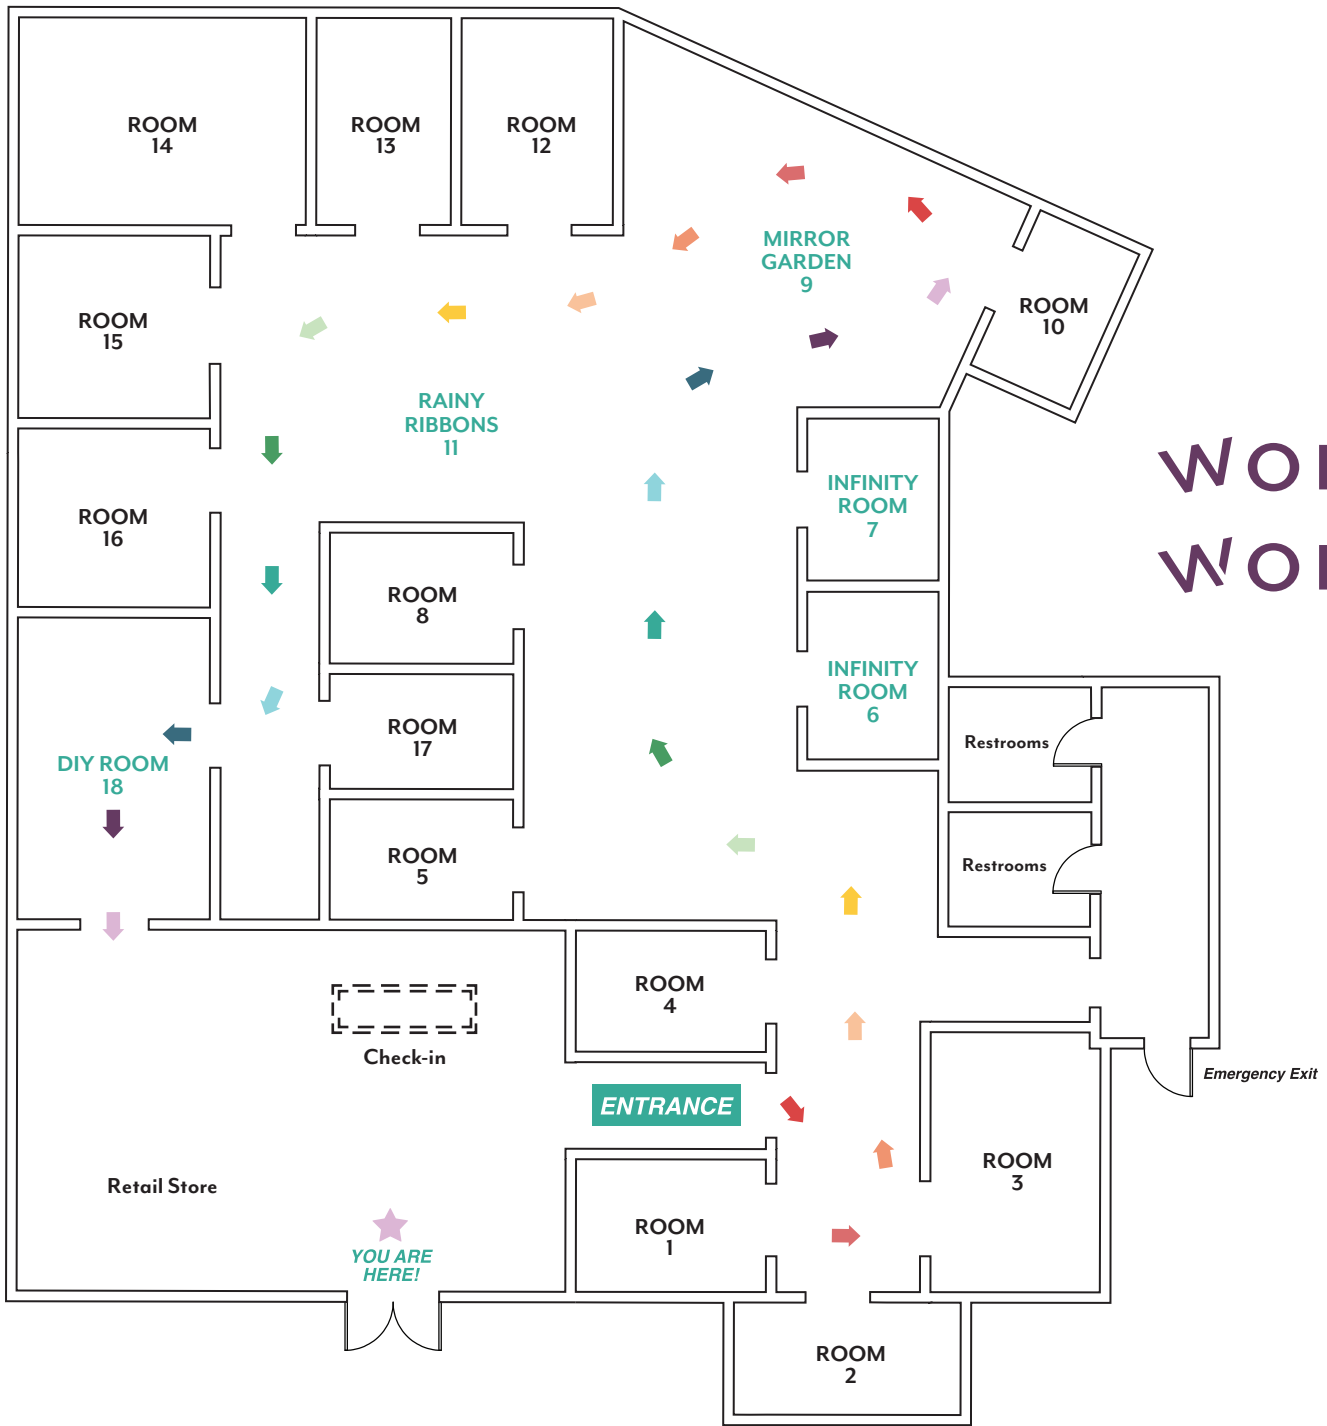 ROOM
14
ROOM
13
ROOM
12
MIRROR
GARDEN
9
ROOM
10
ROOM
15
RAINY
RIBBONS
11
ROOM
16
INFINITY
ROOM
7
ROOM
8
INFINITY
ROOM
6
ROOM
17
DIY ROOM
18
Restrooms
ROOM
5
Restrooms
ROOM
4
Check-in
ENTRANCE
Emergency Exit
ROOM
3
Retail Store
ROOM
1
YOU ARE
HERE!
ROOM
2